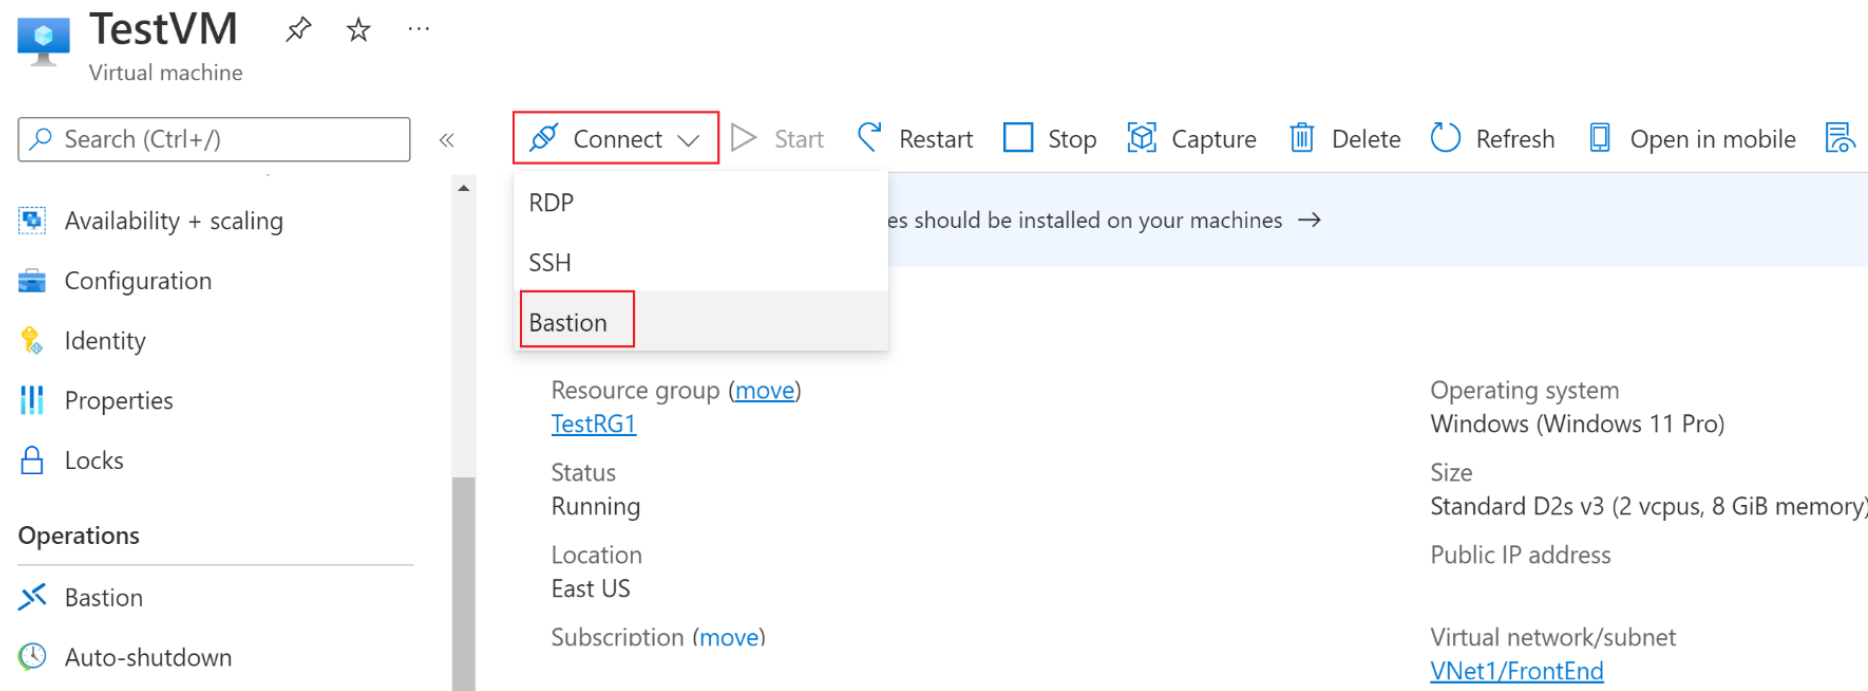 TestVM
Virtual machine
Search (Ctrl+/)
«
Connect
Start
Restart
Stop
Capture
Delete
Refresh
Open in mobile
RDP
SSH
Bastion
es should be installed on your machines →
Availability + scaling
Configuration
Identity
Properties
Locks
Operations
Bastion
Auto-shutdown
Resource group (move)
TestRG1
Status
Running
Location
East US
Subscription (move)
Operating system
Windows (Windows 11 Pro)
Size
Standard D2s v3 (2 vcpus, 8 GiB memory)
Public IP address
Virtual network/subnet
VNet1/FrontEnd